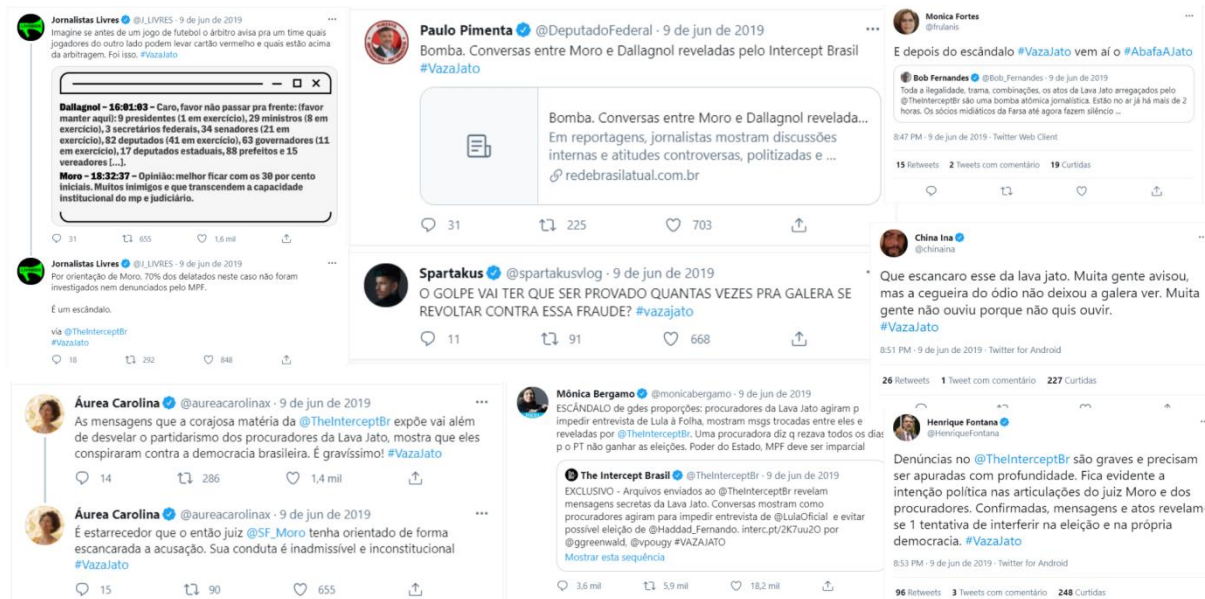 Jornalistas Livres @J_LIVRES · 9 de jun de 2019
Imagine se antes de um jogo de futebol o árbitro avisa pra um time quais
jogadores do outro lado podem levar cartão vermelho e quais estão acima
da arbitragem. Foi isso. #VazaJato
Dallagnol – 16:01:03 – Caro, favor não passar pra frente: (favor
manter aqui): 9 presidentes (1 em exercício), 29 ministros (8 em
exercício), 3 secretários federais, 34 senadores (21 em
exercício), 82 deputados (41 em exercício), 63 governadores (11
em exercício), 17 deputados estaduais, 88 prefeitos e 15
vereadores [...].
Moro – 18:32:37 – Opinião: melhor ficar com os 30 por cento
iniciais. Muitos inimigos e que transcendem a capacidade
institucional do mp e judiciário.
31 655 1,6 mil
Jornalistas Livres @J_LIVRES · 9 de jun de 2019
Por orientação de Moro, 70% dos delatados neste caso não foram
investigados nem denunciados pelo MPF.
É um escândalo.
via @TheInterceptBr
#VazaJato
18 292 848
Paulo Pimenta @DeputadoFederal · 9 de jun de 2019
Bomba. Conversas entre Moro e Dallagnol reveladas pelo Intercept Brasil
#VazaJato
Bomba. Conversas entre Moro e Dallagnol revelada...
Em reportagens, jornalistas mostram discussões
internas e atitudes controversas, politizadas e ...
redebrasilatual.com.br
31 225 703
Spartakus @spartakusvlog · 9 de jun de 2019
O GOLPE VAI TER QUE SER PROVADO QUANTAS VEZES PRA GALERA SE
REVOLTAR CONTRA ESSA FRAUDE? #vazajato
11 91 668
Monica Fortes
@frulanis
E depois do escândalo #VazaJato vem aí o #AbafaAJato
Bob Fernandes @Bob_Fernandes · 9 de jun de 2019
Toda a ilegalidade, trama, combinações, os atos da Lava Jato arregaçados pelo
@TheInterceptBr são uma bomba atômica jornalística. Estão no ar já há mais de 2
horas. Os sócios midiáticos da Farsa até agora fazem silêncio ...
8:47 PM · 9 de jun de 2019 · Twitter Web Client
15 Retweets 2 Tweets com comentário 19 Curtidas
China Ina
@chinaina
Que escancaro esse da lava jato. Muita gente avisou,
mas a cegueira do ódio não deixou a galera ver. Muita
gente não ouviu porque não quis ouvir.
#VazaJato
8:51 PM · 9 de jun de 2019 · Twitter for Android
26 Retweets 1 Tweet com comentário 227 Curtidas
Áurea Carolina @aureacarolinax · 9 de jun de 2019
As mensagens que a corajosa matéria da @TheInterceptBr expõe vai além
de desvelar o partidarismo dos procuradores da Lava Jato, mostra que eles
conspiraram contra a democracia brasileira. É gravíssimo! #VazaJato
14 286 1,4 mil
Áurea Carolina @aureacarolinax · 9 de jun de 2019
É estarrecedor que o então juiz @SF_Moro tenha orientado de forma
escancarada a acusação. Sua conduta é inadmissível e inconstitucional
#VazaJato
15 90 655
Mônica Bergamo @monicabergamo · 9 de jun de 2019
ESCÂNDALO de gdes proporções: procuradores da Lava Jato agiram p
impedir entrevista de Lula à Folha, mostram msgs trocadas entre eles e
reveladas por @TheInterceptBr. Uma procuradora diz q rezava todos os dias
p o PT não ganhar as eleições. Poder do Estado, MPF deve ser imparcial
The Intercept Brasil @TheInterceptBr · 9 de jun de 2019
EXCLUSIVO - Arquivos enviados ao @TheInterceptBr revelam
mensagens secretas da Lava Jato. Conversas mostram como
procuradores agiram para impedir entrevista de @LulaOficial e evitar
possível eleição de @Haddad_Fernando. interc.pt/2K7uu2O por
@ggreenwald, @vpougy #VAZAJATO
Mostrar esta sequência
3,6 mil 5,9 mil 18,2 mil
Henrique Fontana
@HenriqueFontana
Denúncias no @TheInterceptBr são graves e precisam
ser apuradas com profundidade. Fica evidente a
intenção política nas articulações do juiz Moro e dos
procuradores. Confirmadas, mensagens e atos revelam-
se 1 tentativa de interferir na eleição e na própria
democracia. #VazaJato
8:53 PM · 9 de jun de 2019 · Twitter for Android
96 Retweets 3 Tweets com comentário 248 Curtidas